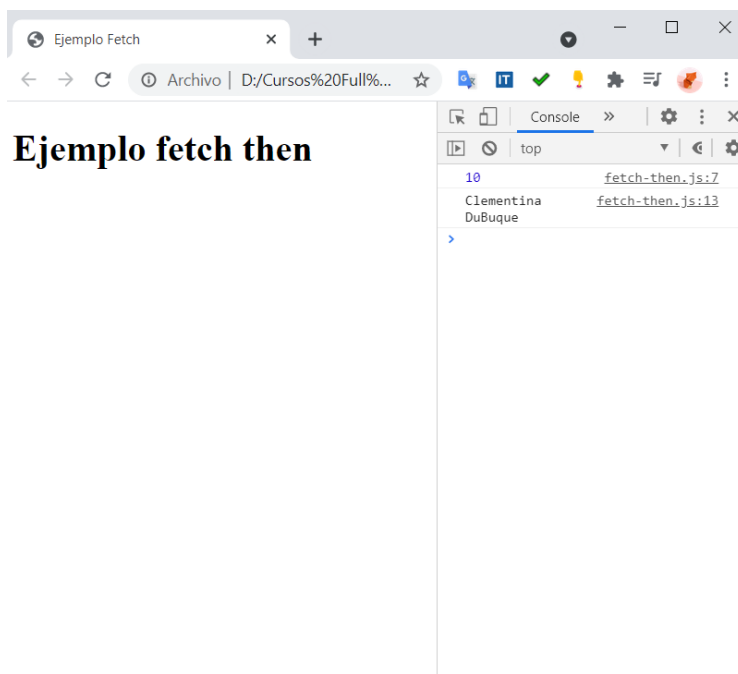 Ejemplo Fetch
Archivo | D:/Cursos%20Full%...
Console
top
10 fetch-then.js:7
Clementina fetch-then.js:13
DuBuque
Ejemplo fetch then